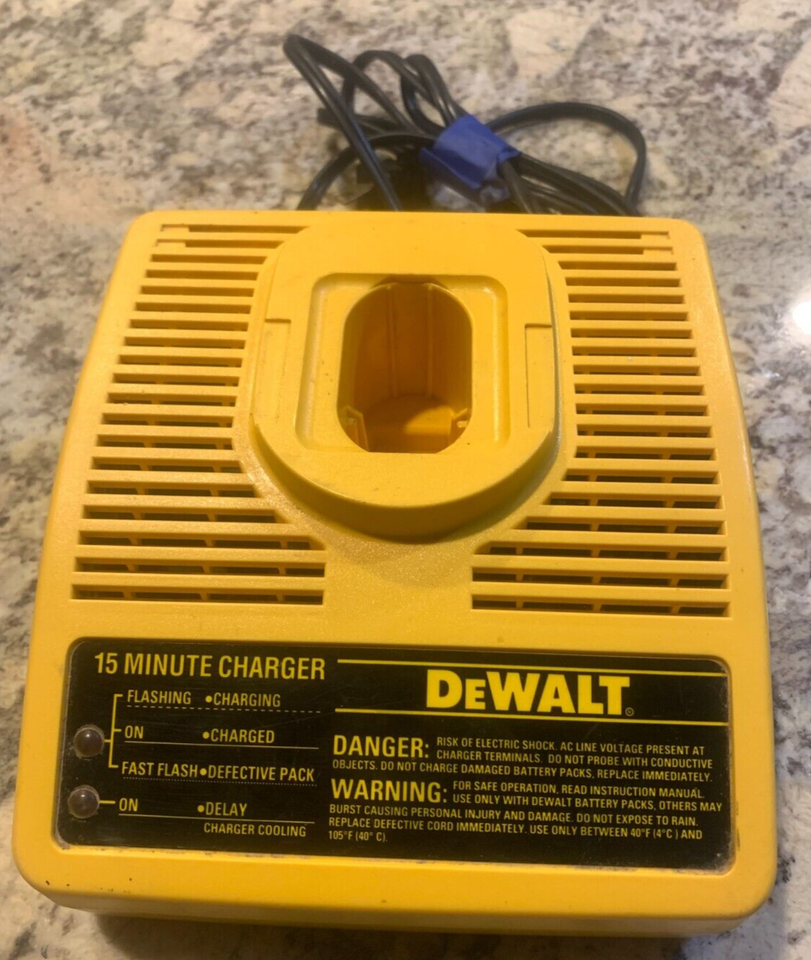 15 MINUTE CHARGER
FLASHING •CHARGING
ON •CHARGED
FAST FLASH•DEFECTIVE PACK
ON •DELAY
CHARGER COOLING
DEWALT®
DANGER: RISK OF ELECTRIC SHOCK. AC LINE VOLTAGE PRESENT AT
CHARGER TERMINALS. DO NOT PROBE WITH CONDUCTIVE
OBJECTS. DO NOT CHARGE DAMAGED BATTERY PACKS, REPLACE IMMEDIATELY.
WARNING: FOR SAFE OPERATION, READ INSTRUCTION MANUAL.
USE ONLY WITH DEWALT BATTERY PACKS, OTHERS MAY
BURST CAUSING PERSONAL INJURY AND DAMAGE. DO NOT EXPOSE TO RAIN.
REPLACE DEFECTIVE CORD IMMEDIATELY. USE ONLY BETWEEN 40°F (4°C ) AND
105°F (40° C).